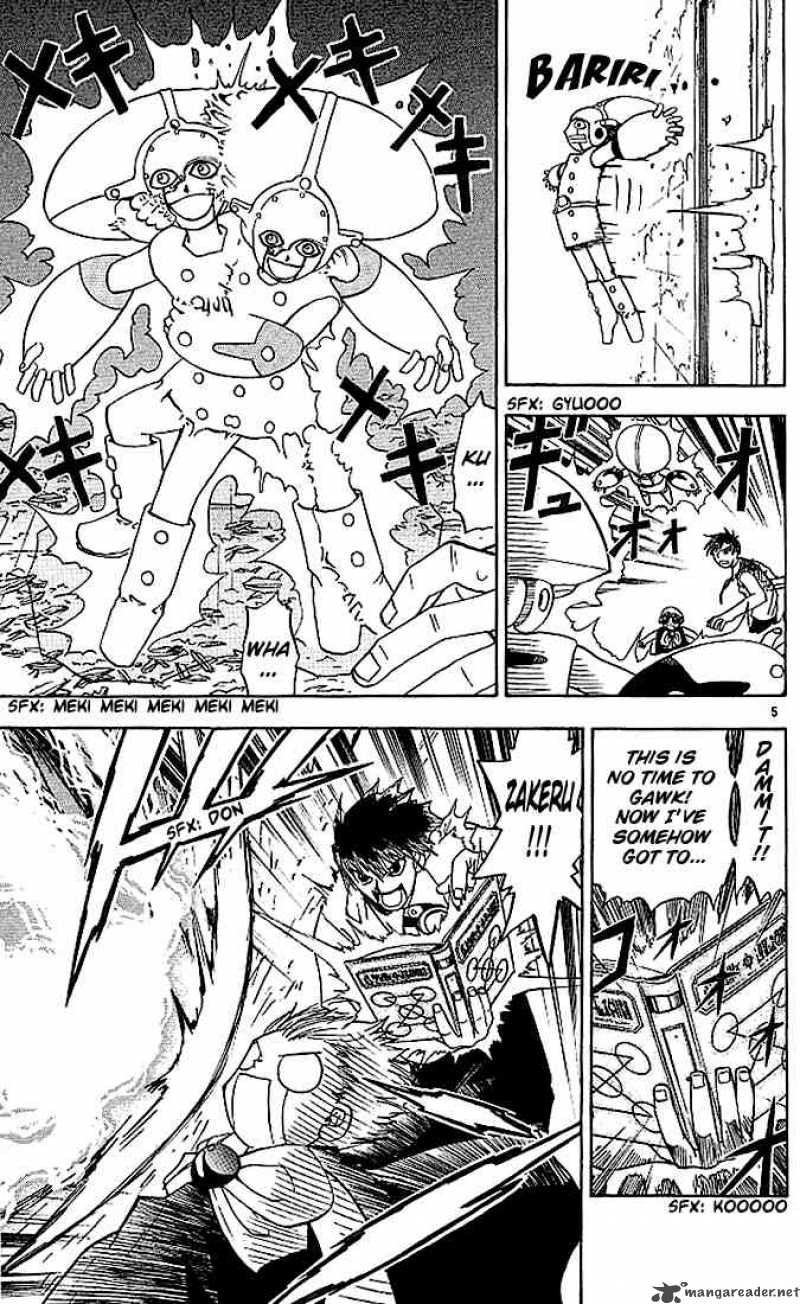 BARIRI...
SFX: GYUOOO
ギュ
オ
オオ
メキ
メキ
メキ
メキ
メキ
KU
...
WHA
...
SFX: MEKI MEKI MEKI MEKI MEKI
5
DAMMIT!!
THIS IS
NO TIME TO
GAWK!
NOW I'VE
SOMEHOW
GOT TO...
SFX: KOOOOO
ZAKERU
!!!
SFX: DON
mangareader.net